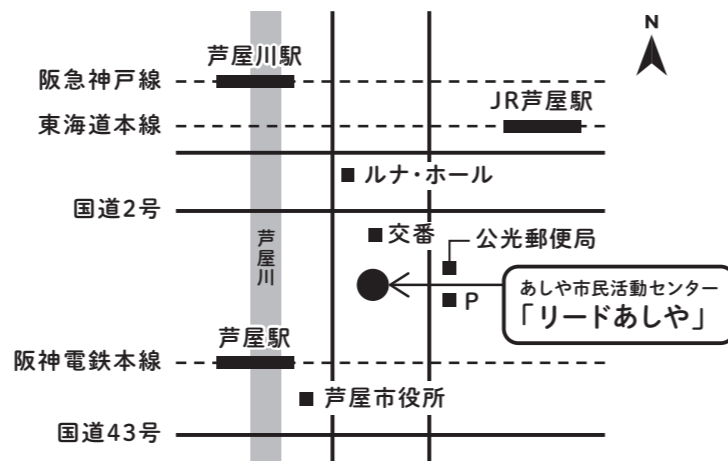 N
芦屋川駅
阪急神戸線
JR芦屋駅
東海道本線
ルナ・ホール
国道2号
交番
公光郵便局
芦屋川
あしや市民活動センター
「リードあしや」
P
芦屋駅
阪神電鉄本線
芦屋市役所
国道43号